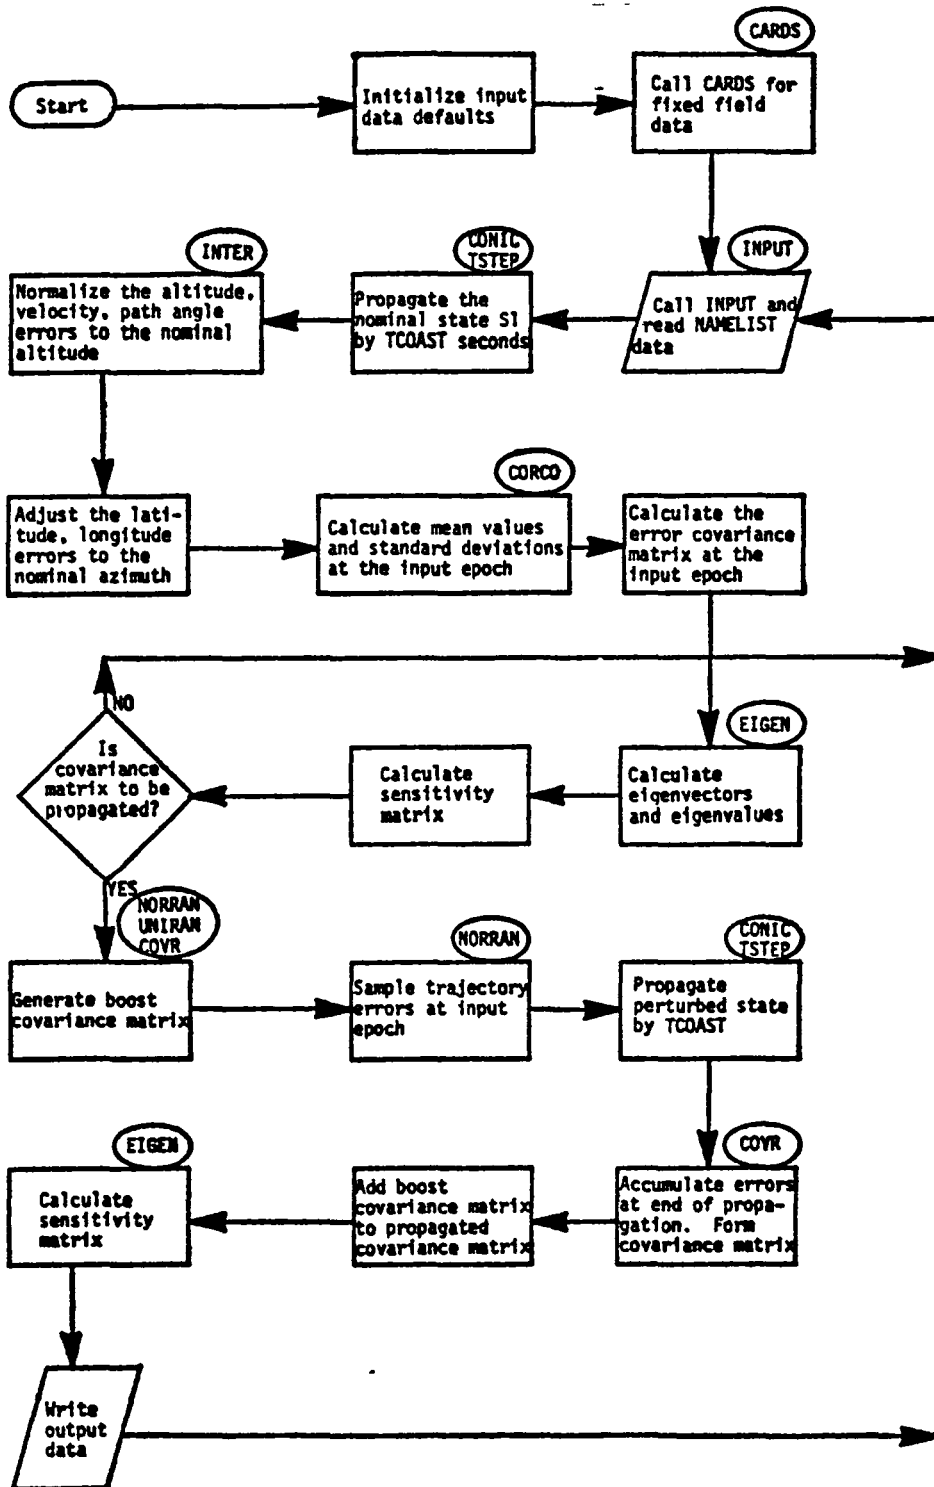 CARDS
Start
Initialize input
data defaults
Call CARDS for
fixed field
data
INTER
CONIC
TSTEP
INPUT
Normalize the altitude,
velocity, path angle
errors to the nominal
altitude
Propagate the
nominal state S1
by TCOAST seconds
Call INPUT and
read NAMELIST
data
CORCO
Adjust the lati-
tude, longitude
errors to the
nominal azimuth
Calculate mean values
and standard deviations
at the input epoch
Calculate the
error covariance
matrix at the
input epoch
NO
EIGEN
Is
covariance
matrix to be
propagated?
Calculate
sensitivity
matrix
Calculate
eigenvectors
and eigenvalues
YES
NORRAN
UNIRAN
COVR
NORRAN
CONIC
TSTEP
Generate boost
covariance matrix
Sample trajectory
errors at input
epoch
Propagate
perturbed state
by TCOAST
EIGEN
COVR
Calculate
sensitivity
matrix
Add boost
covariance matrix
to propagated
covariance matrix
Accumulate errors
at end of propa-
gation. Form
covariance matrix
Write
output
data